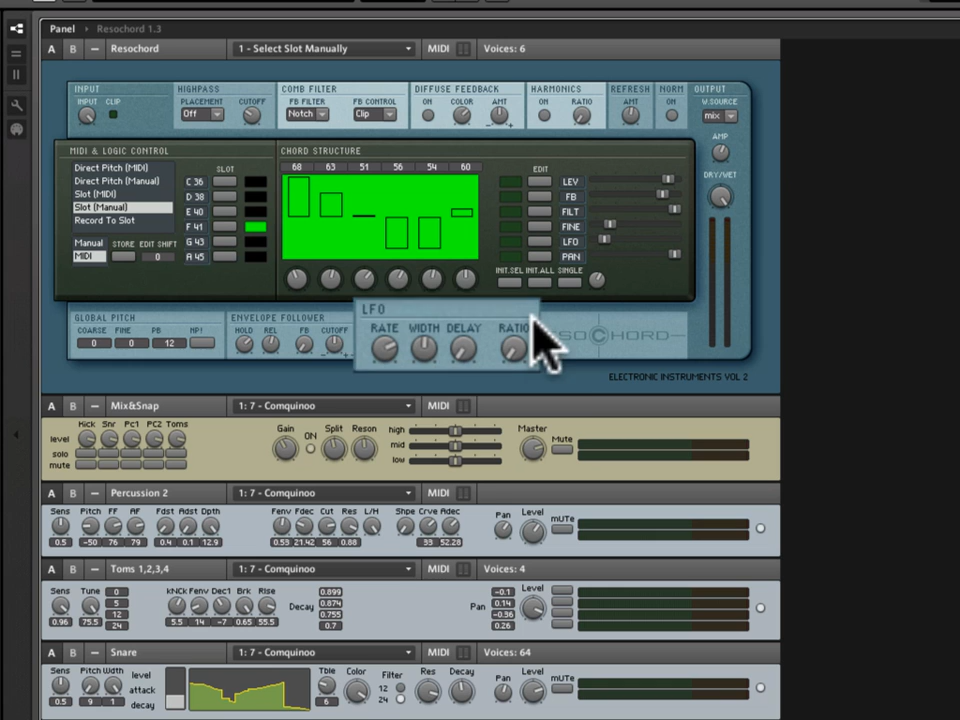 Panel Resochord 1.3
A B Resochord 1 - Select Slot Manually MIDI Voices: 6
INPUT HIGHPASS COMB FILTER DIFFUSE FEEDBACK HARMONICS REFRESH NORM OUTPUT
INPUT CLIP PLACEMENT CUTOFF FB FILTER FB CONTROL ON COLOR AMT ON RATIO AMT ON W.SOURCE
Off Notch Clip mix
AMP
MIDI & LOGIC CONTROL CHORD STRUCTURE
Direct Pitch (MIDI) SLOT 68 63 51 56 54 60 EDIT
Direct Pitch (Manual) C 36 LEV DRY/WET
Slot (MIDI) D 38 FB
Slot (Manual) E 40 FILT
Record To Slot F 41 FINE
Manual STORE EDIT SHIFT G 43 LFO
MIDI 0 A 45 PAN
INIT.SEL INIT.ALL SINGLE
LFO
GLOBAL PITCH ENVELOPE FOLLOWER
COARSE FINE PB HOLD REL FB CUTOFF RATE WIDTH DELAY RATIO
0 0 12
SOCHORD
ELECTRONIC INSTRUMENTS VOL 2
A B Mix&Snap 1: 7 - Comquinoo MIDI
Kick Snr Pc1 PC2 Toms Gain ON Split Reson high Master Mute
level mid
solo low
mute
A B Percussion 2 1: 7 - Comquinoo MIDI
Sens Pitch FF AF Fdst Adst Dpth Fenv Fdec Cut Res L/H Shpe Crve Adec Pan Level mUTe
0.5 -50 76 79 0.4 0.1 12.9 0.53 21.42 56 0.88 33 52.28
A B Toms 1,2,3,4 1: 7 - Comquinoo MIDI Voices: 4
Sens Tune 0 kNCk Fenv Dec1 Brk RIse 0.899 -0.1 Level
5 Decay 0.874 Pan 0.14
12 0.755 -0.36
0.96 75.5 24 5.5 14 -7 0.65 55.5 0.7 0.26
A B Snare 1: 7 - Comquinoo MIDI Voices: 64
Sens Pitch Wdth level Tble Color Filter Res Decay Pan Level mUTe
attack 12
0.5 9 1 decay 6 24